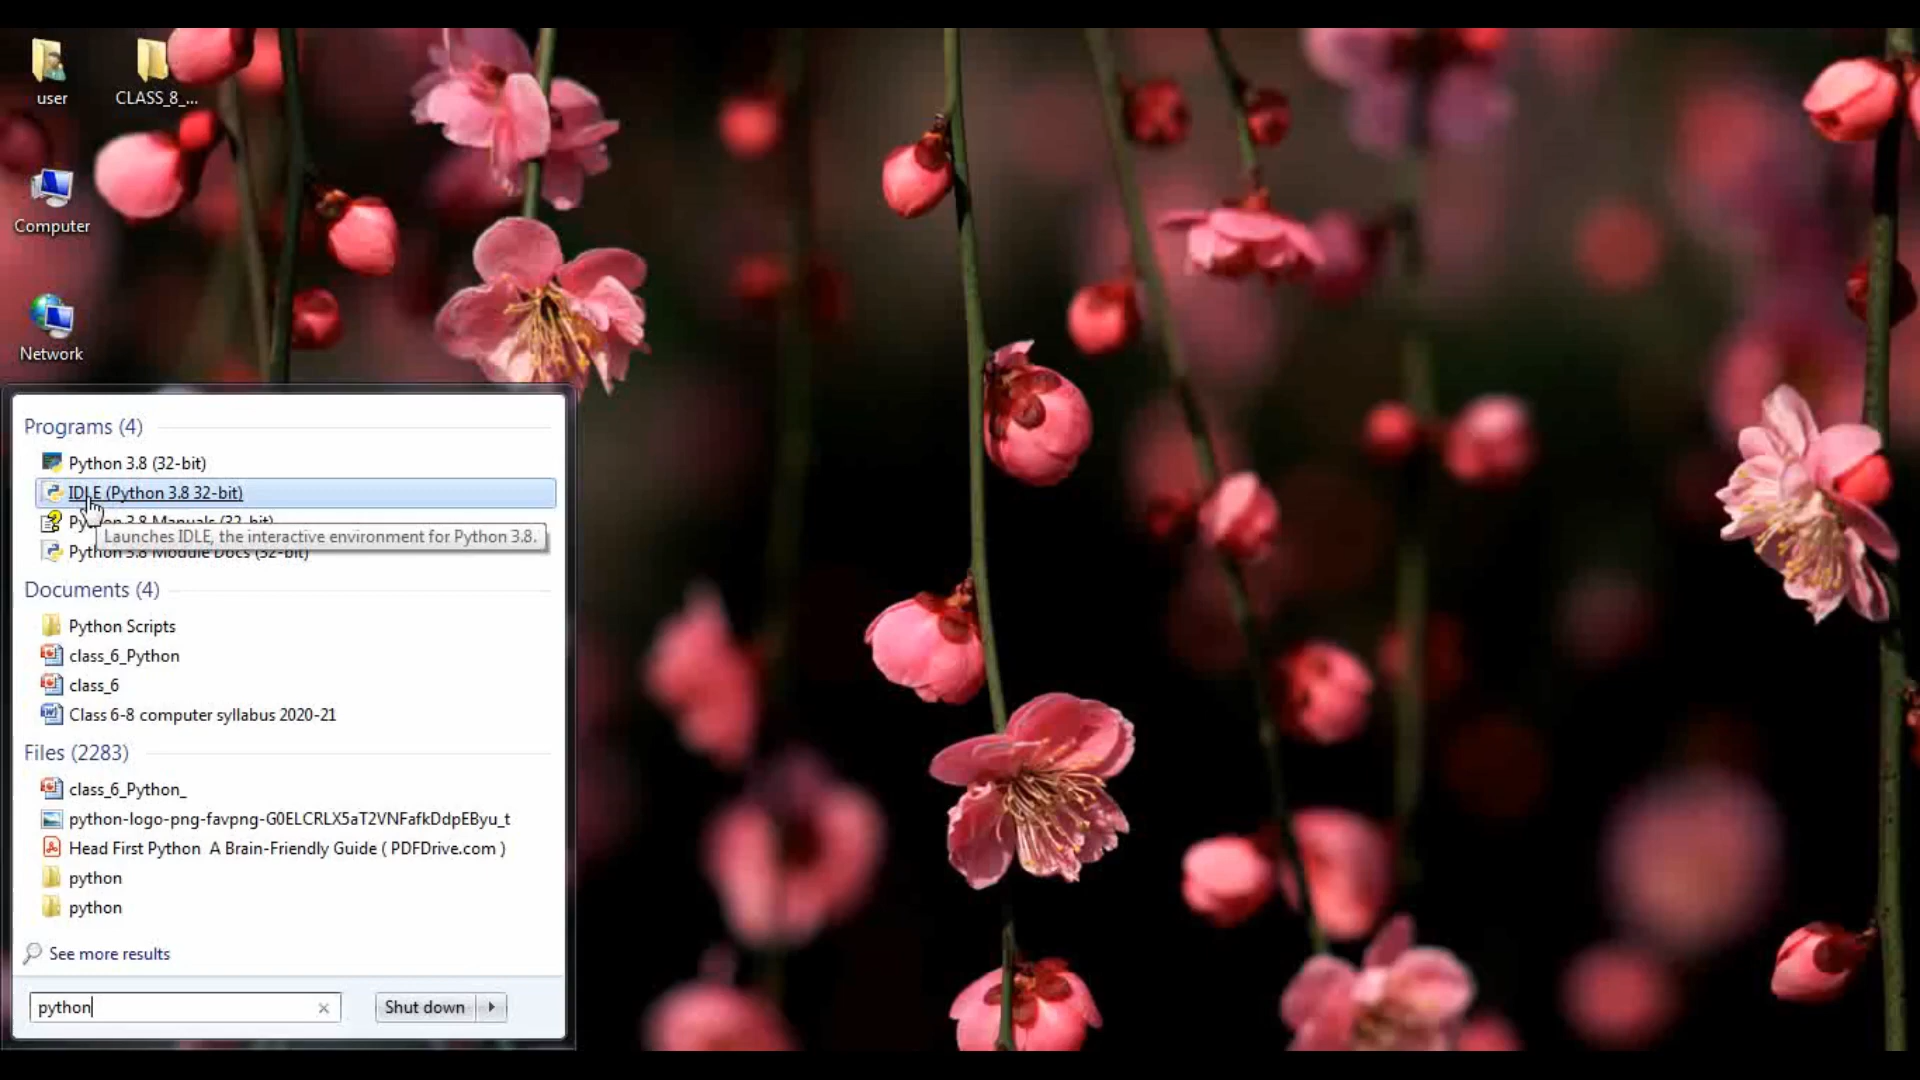 user
CLASS_8_...
Computer
Network
Programs (4)
Python 3.8 (32-bit)
IDLE (Python 3.8 32-bit)
Python 3.8 Manuals (32-bit)
Launches IDLE, the interactive environment for Python 3.8.
Python 3.8 Module Docs (32-bit)
Documents (4)
Python Scripts
class_6_Python
class_6
Class 6-8 computer syllabus 2020-21
Files (2283)
class_6_Python_
python-logo-png-favpng-G0ELCRLX5aT2VNFafkDdpEByu_t
Head First Python A Brain-Friendly Guide ( PDFDrive.com )
python
python
See more results
python
Shut down